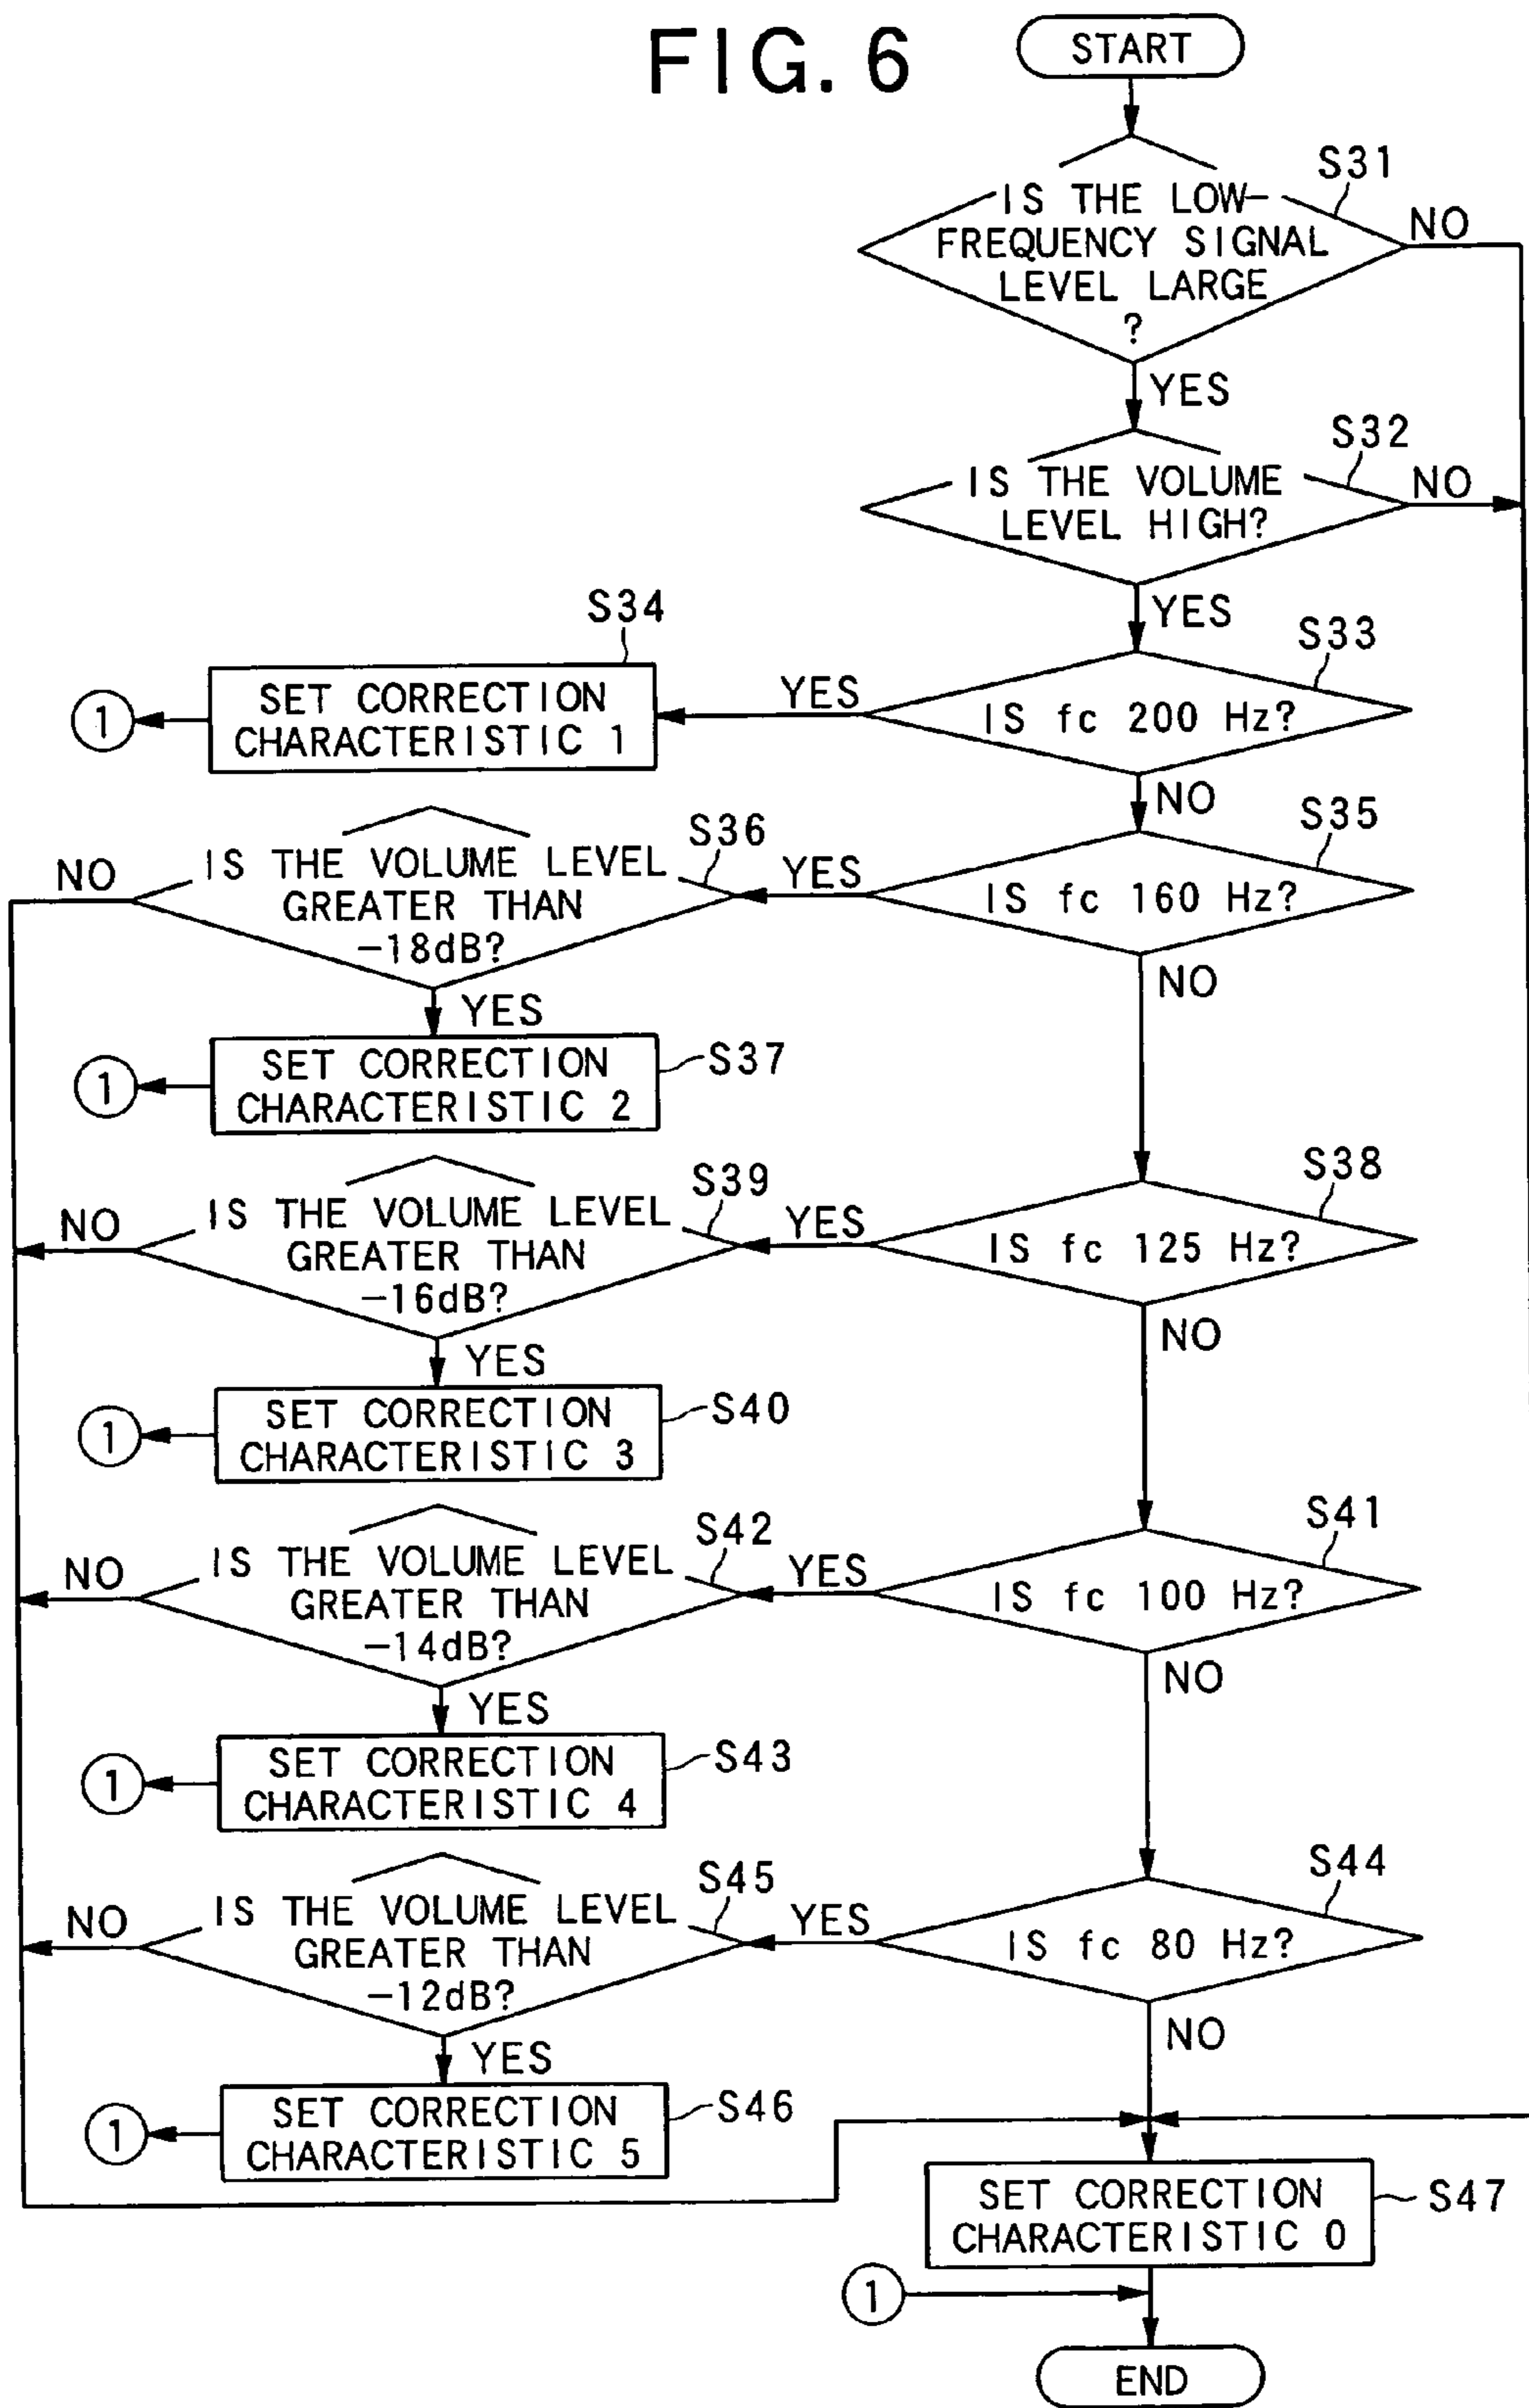 FIG. 6
START
S31
IS THE LOW-
FREQUENCY SIGNAL
LEVEL LARGE
?
NO
YES
S32
IS THE VOLUME
LEVEL HIGH?
NO
YES
S33
IS fc 200 Hz?
YES
S34
SET CORRECTION
CHARACTERISTIC 1
1
NO
S35
IS fc 160 Hz?
YES
S36
IS THE VOLUME LEVEL
GREATER THAN
-18dB?
NO
YES
SET CORRECTION
CHARACTERISTIC 2
S37
1
NO
S38
IS fc 125 Hz?
YES
S39
IS THE VOLUME LEVEL
GREATER THAN
-16dB?
NO
YES
SET CORRECTION
CHARACTERISTIC 3
S40
1
NO
S41
IS fc 100 Hz?
YES
S42
IS THE VOLUME LEVEL
GREATER THAN
-14dB?
NO
YES
SET CORRECTION
CHARACTERISTIC 4
S43
1
NO
S44
IS fc 80 Hz?
YES
S45
IS THE VOLUME LEVEL
GREATER THAN
-12dB?
NO
YES
SET CORRECTION
CHARACTERISTIC 5
S46
1
NO
SET CORRECTION
CHARACTERISTIC 0
S47
1
END